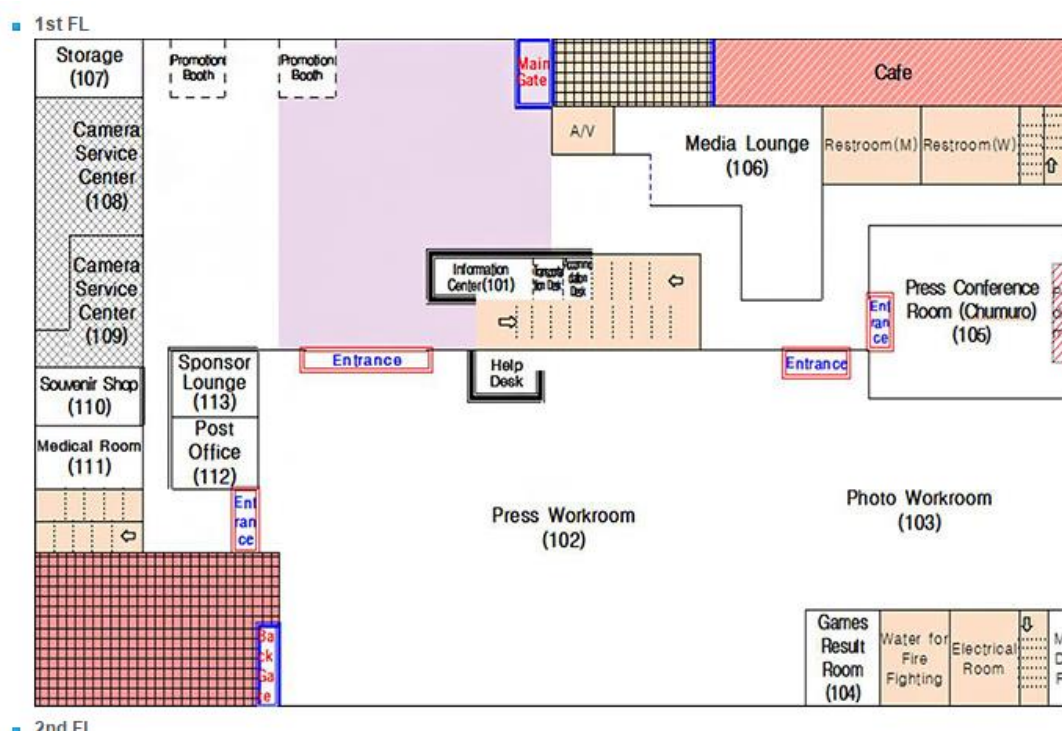 1st FL
Storage
(107)
Promotion
Booth
Promotion
Booth
Main
Gate
Cafe
Camera
Service
Center
(108)
A/V
Media Lounge
(106)
Restroom(M)
Restroom(W)
Camera
Service
Center
(109)
Information
Center(101)
Desk
Desk
Press Conference
Room (Chumuro)
(105)
Ent
ran
ce
Entrance
Entrance
Help
Desk
Sponsor
Lounge
(113)
Souvenir Shop
(110)
Post
Office
(112)
Medical Room
(111)
Ent
ran
ce
Press Workroom
(102)
Photo Workroom
(103)
Games
Result
Room
(104)
Water for
Fire
Fighting
Electrical
Room
Ba
ck
Ga
te
2nd FL